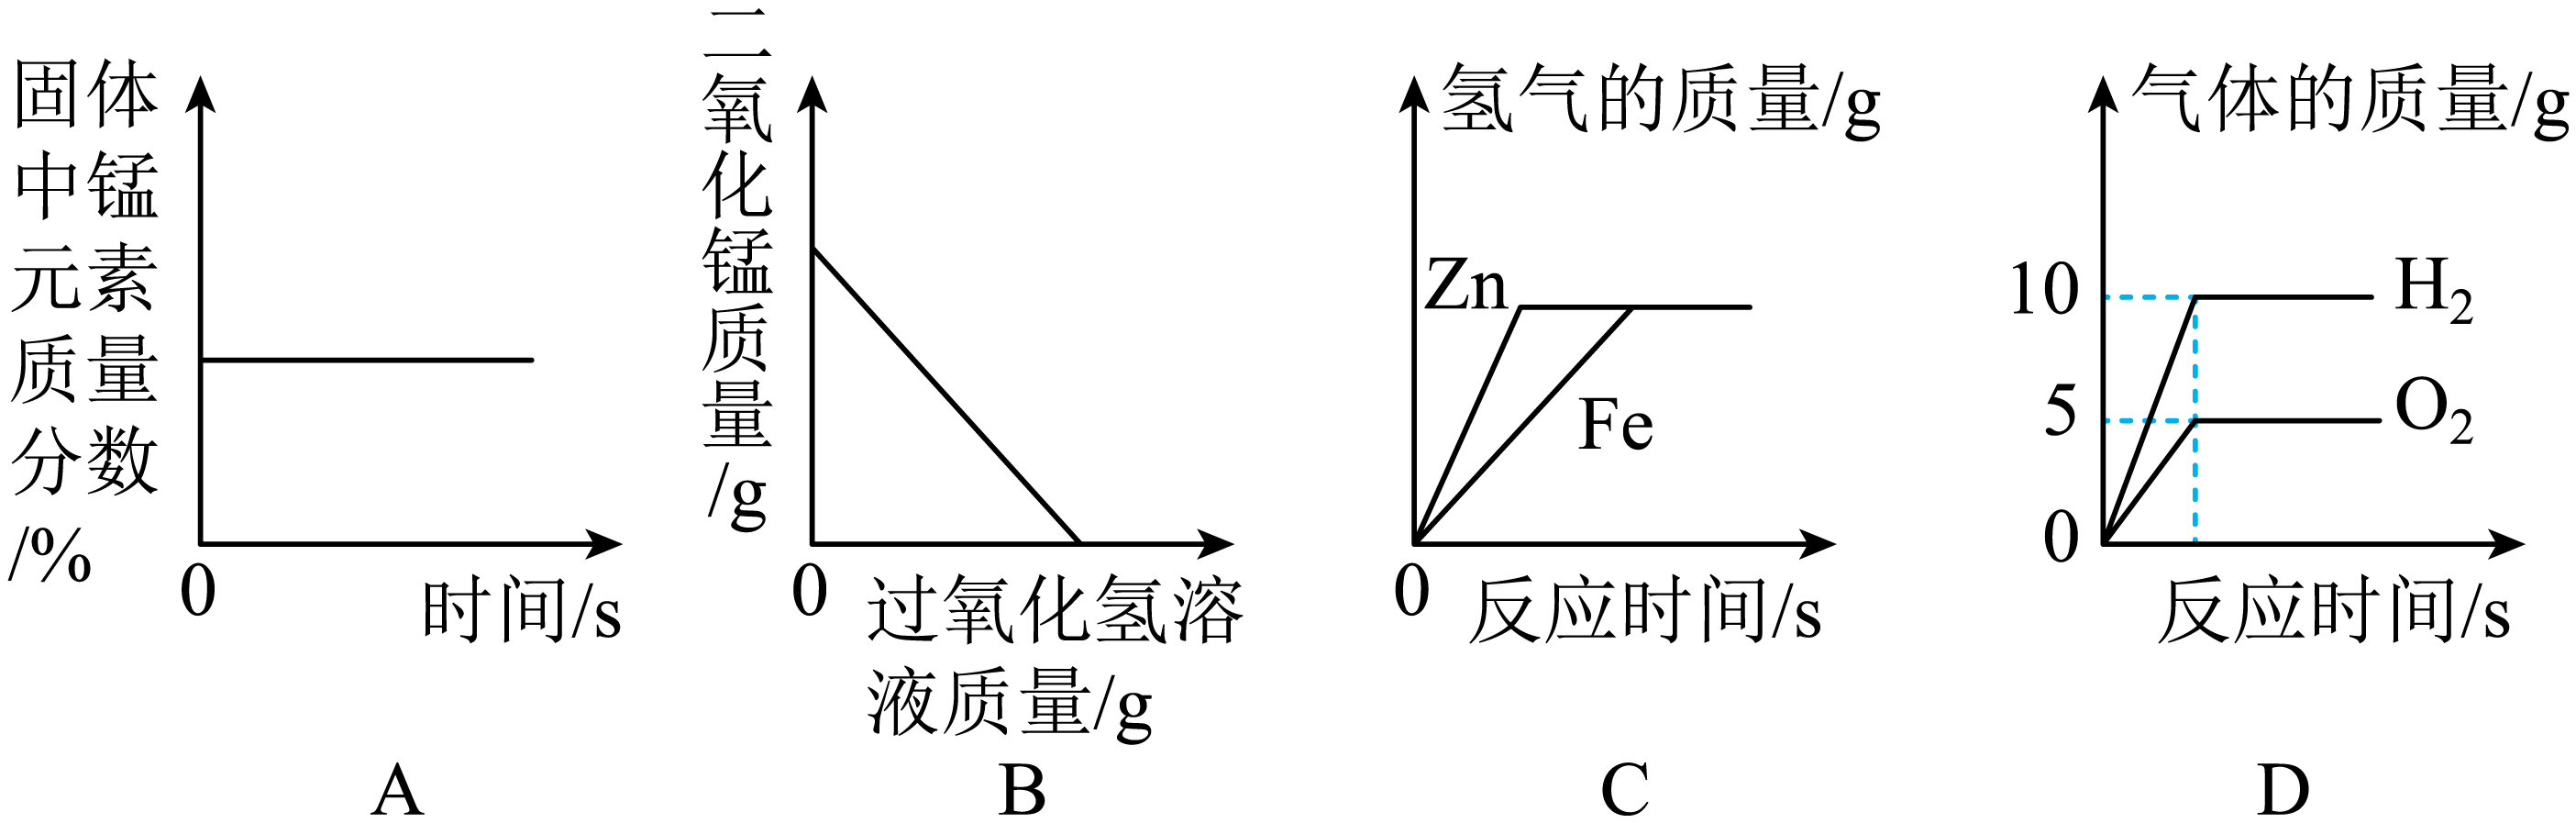 固体
中锰
元素
质量
分数
/%
0
时间/s
A
二氧化锰质量/g
0
过氧化氢溶
液质量/g
B
氢气的质量/g
Zn
Fe
0
反应时间/s
C
气体的质量/g
10
5
0
H₂
O₂
反应时间/s
D